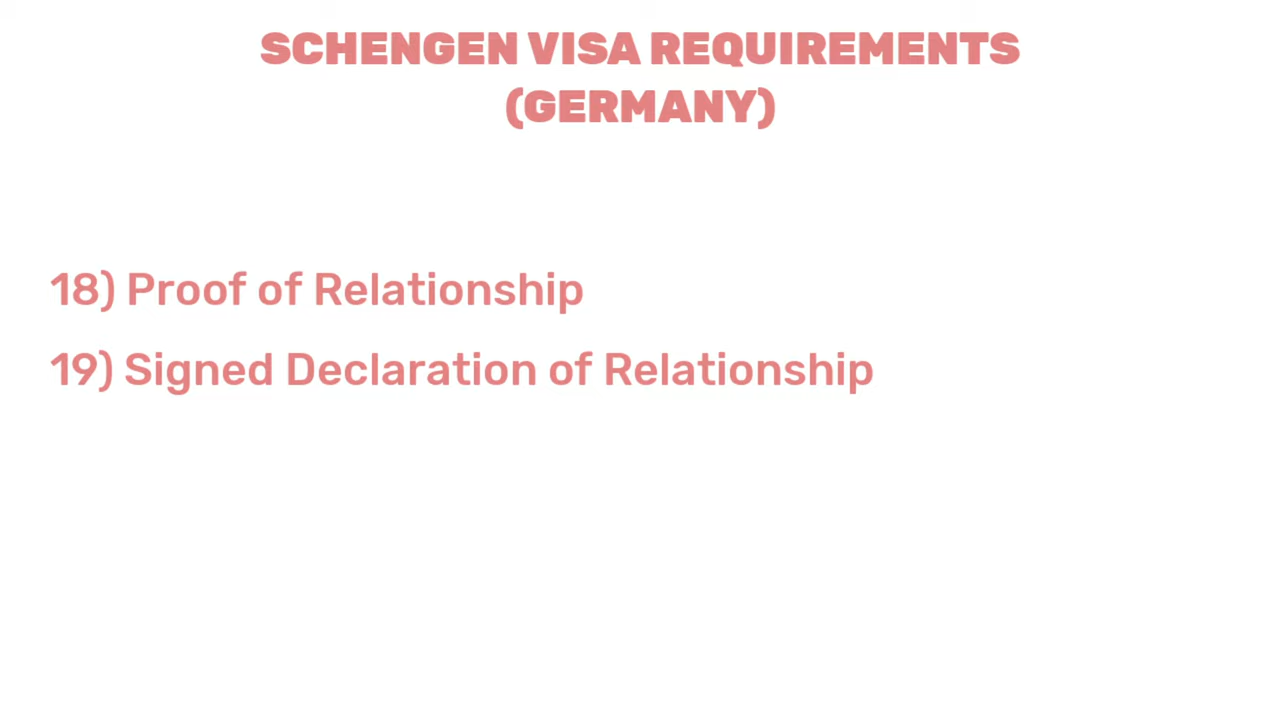 SCHENGEN VISA REQUIREMENTS
(GERMANY)
18) Proof of Relationship
19) Signed Declaration of Relationship